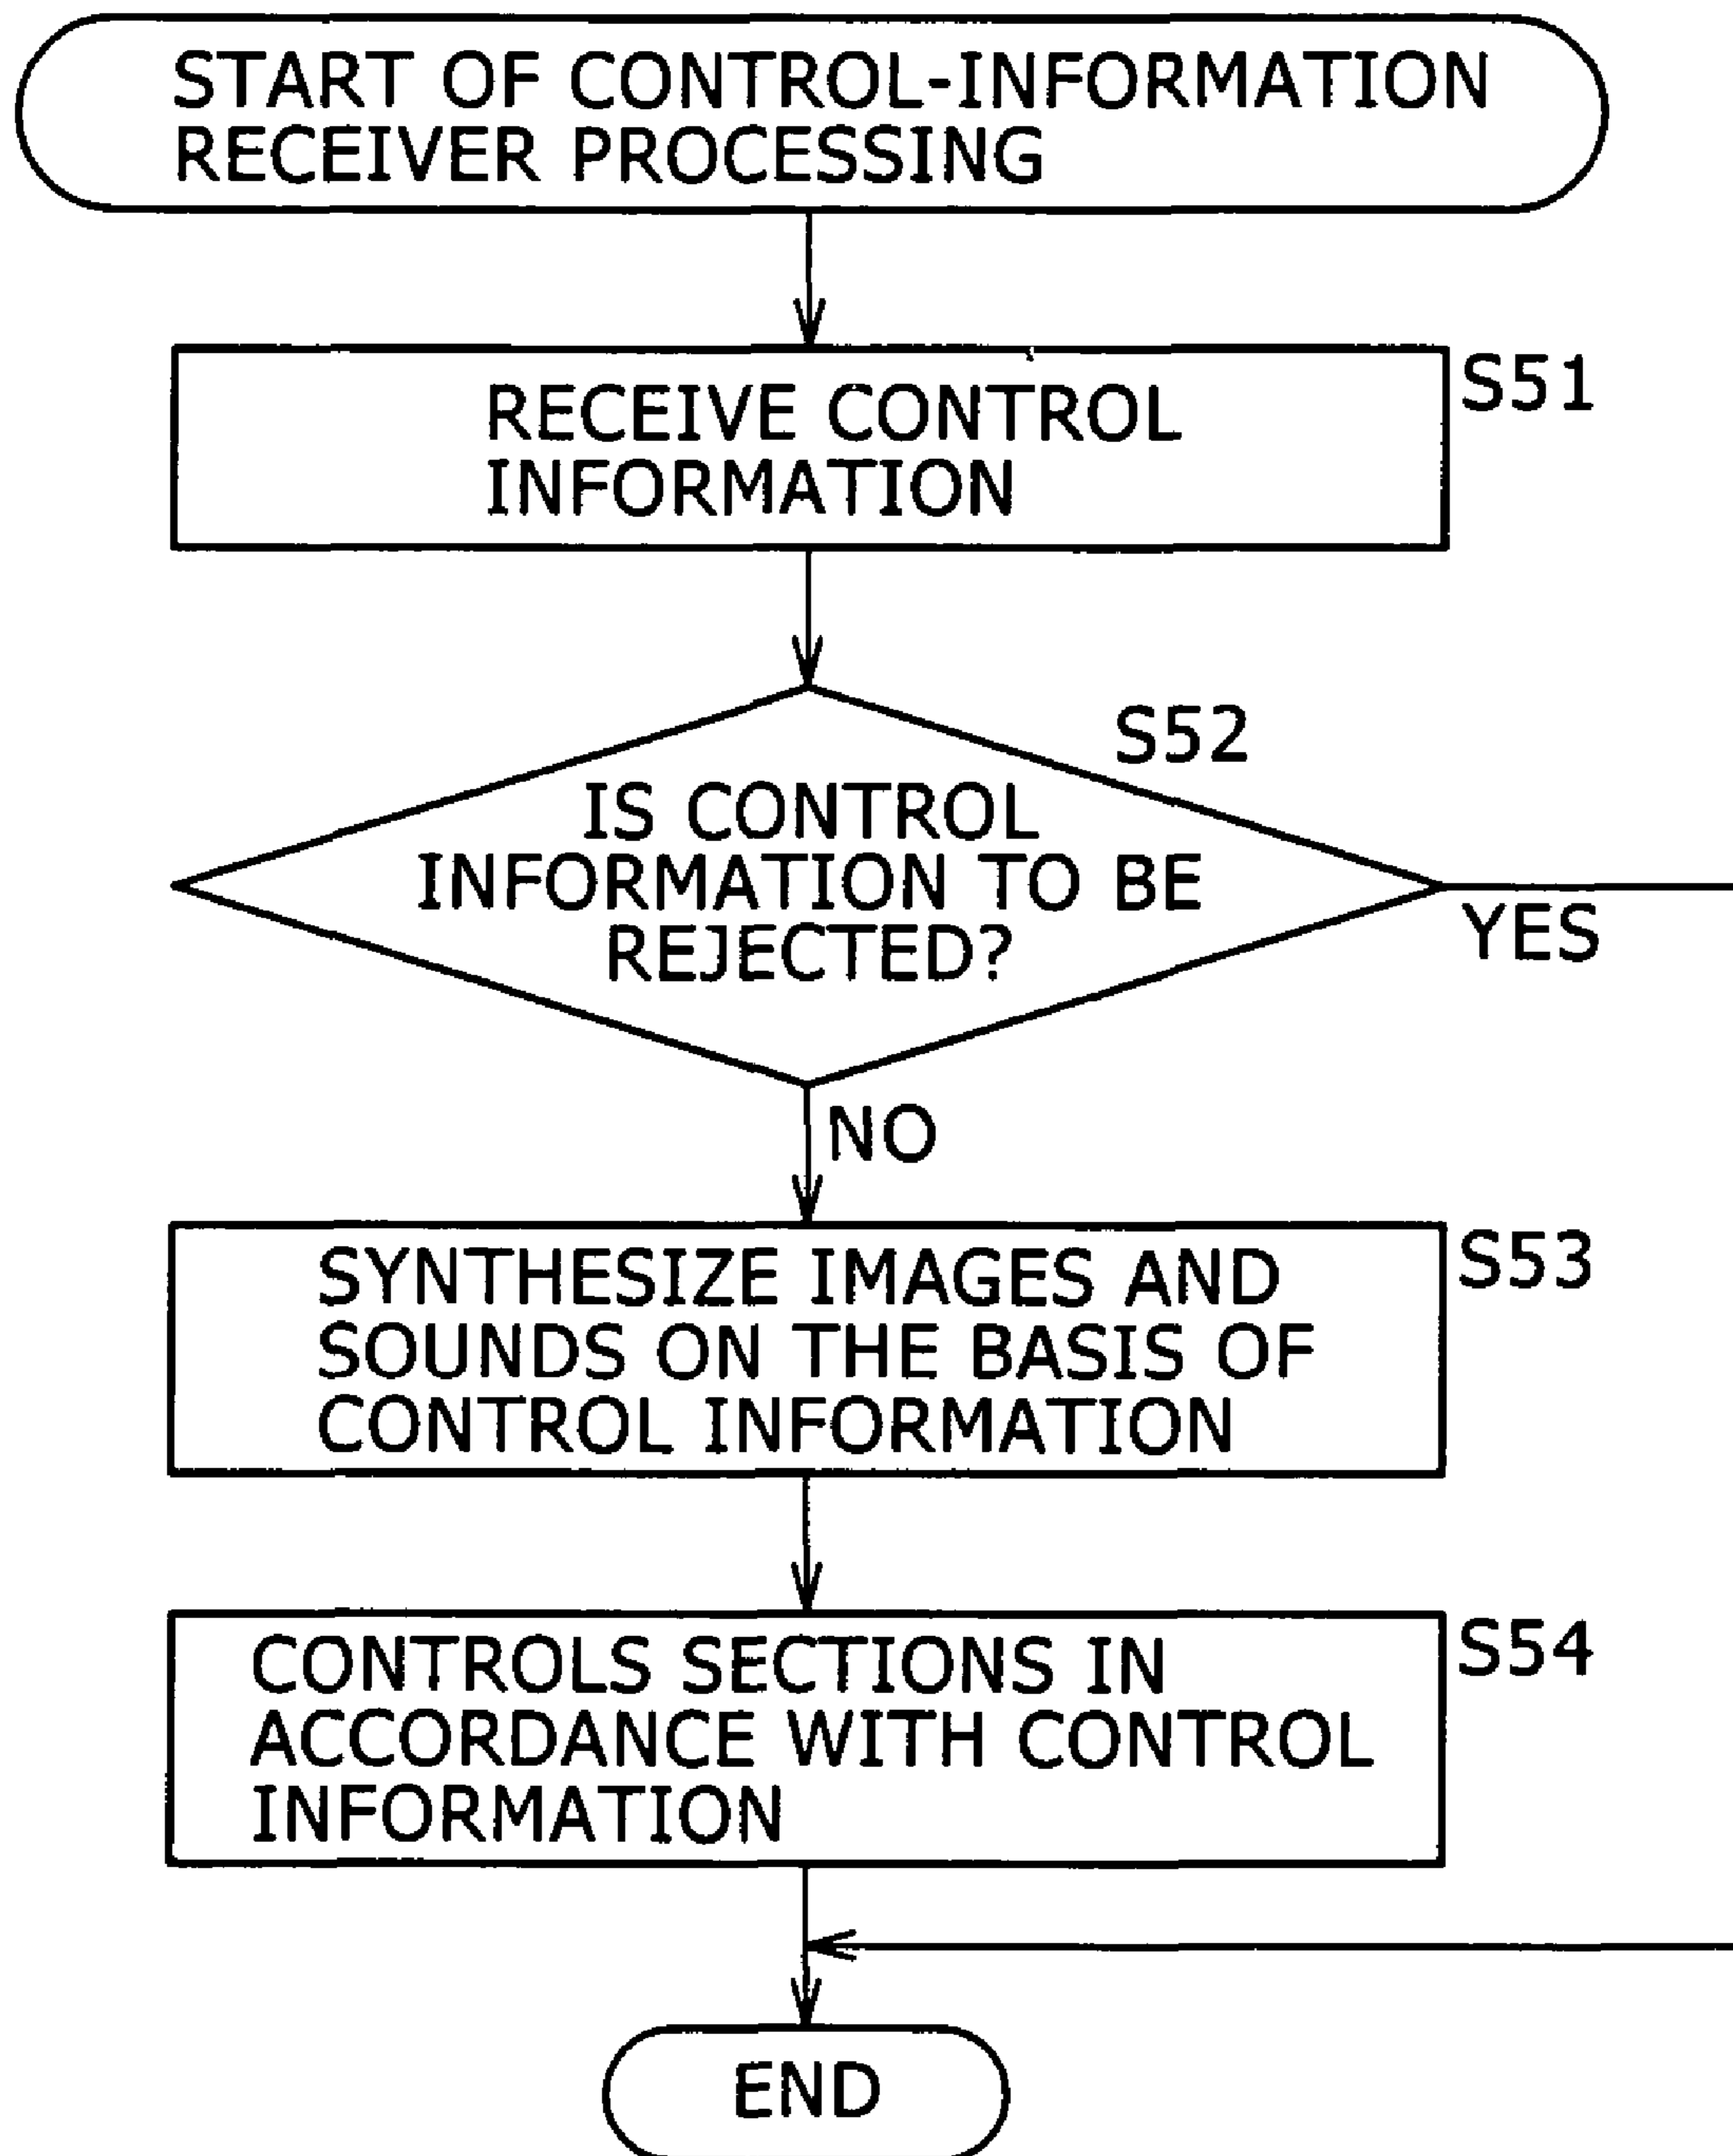 START OF CONTROL-INFORMATION
RECEIVER PROCESSING
RECEIVE CONTROL
INFORMATION
S51
S52
IS CONTROL
INFORMATION TO BE
REJECTED?
YES
NO
SYNTHESIZE IMAGES AND
SOUNDS ON THE BASIS OF
CONTROL INFORMATION
S53
CONTROLS SECTIONS IN
ACCORDANCE WITH CONTROL
INFORMATION
S54
END